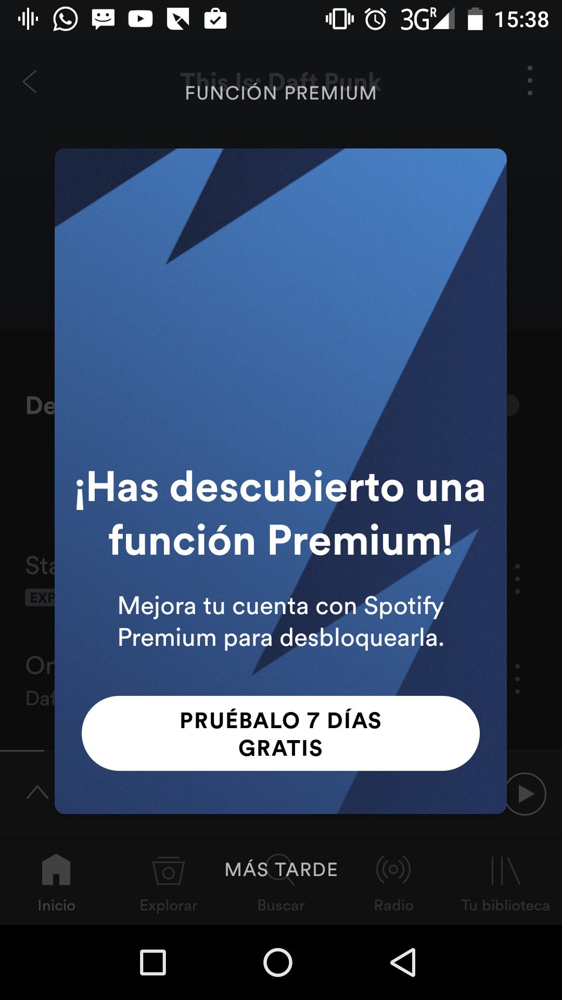 3G R 15:38
This Is: Daft Punk
FUNCIÓN PREMIUM
De
¡Has descubierto una
función Premium!
Sta
EXP
Mejora tu cuenta con Spotify
Premium para desbloquearla.
On
Daf
PRUÉBALO 7 DÍAS
GRATIS
MÁS TARDE
Inicio Explorar Buscar Radio Tu biblioteca